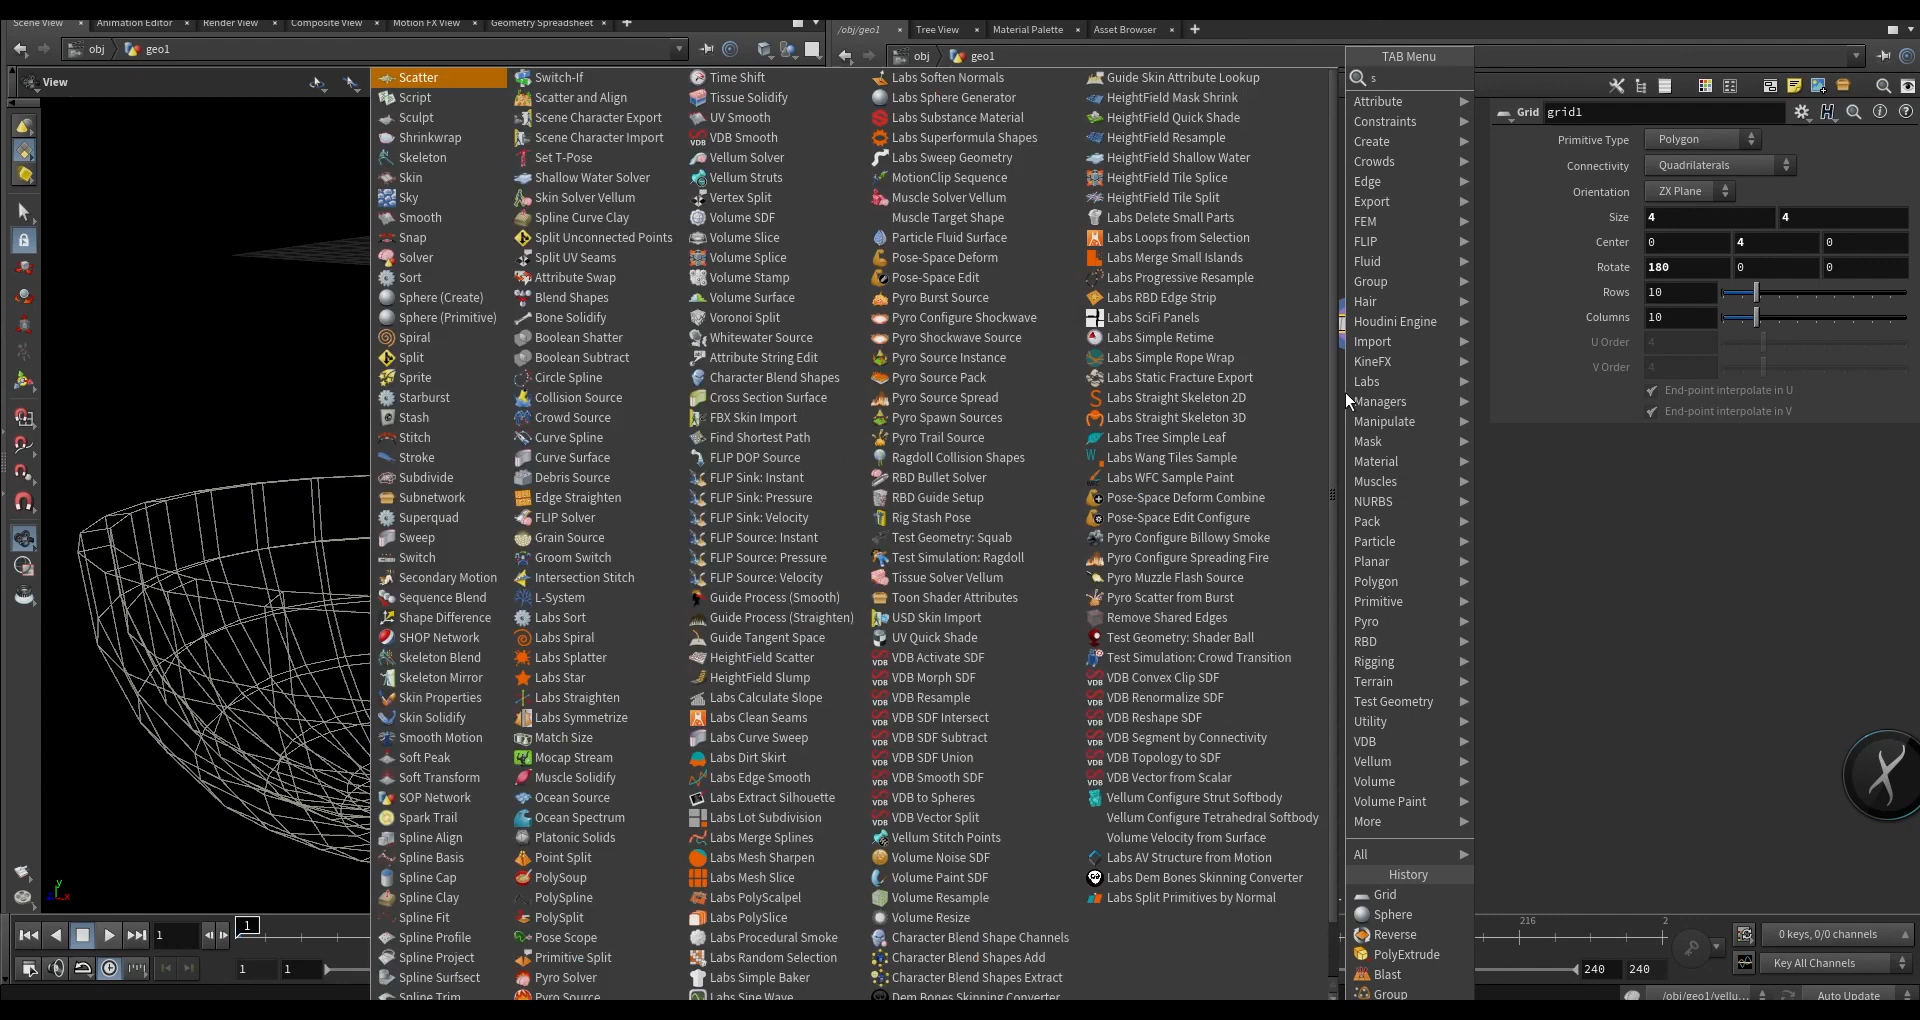 Scene View × Animation Editor × Render View × Composite View × Motion FX View × Geometry Spreadsheet × +
/obj/geo1 × Tree View × Material Palette × Asset Browser × +
obj geo1
obj geo1
View
TAB Menu
s
Attribute
Constraints
Create
Crowds
Edge
Export
FEM
FLIP
Fluid
Group
Hair
Houdini Engine
Import
KineFX
Labs
Managers
Manipulate
Mask
Material
Muscles
NURBS
Pack
Particle
Planar
Polygon
Primitive
Pyro
RBD
Rigging
Terrain
Test Geometry
Utility
VDB
Vellum
Volume
Volume Paint
More
All
History
Grid
Sphere
Reverse
PolyExtrude
Blast
Group
Scatter
Script
Sculpt
Shrinkwrap
Skeleton
Skin
Sky
Smooth
Snap
Solver
Sort
Sphere (Create)
Sphere (Primitive)
Spiral
Split
Sprite
Starburst
Stash
Stitch
Stroke
Subdivide
Subnetwork
Superquad
Sweep
Switch
Secondary Motion
Sequence Blend
Shape Difference
SHOP Network
Skeleton Blend
Skeleton Mirror
Skin Properties
Skin Solidify
Smooth Motion
Soft Peak
Soft Transform
SOP Network
Spark Trail
Spline Align
Spline Basis
Spline Cap
Spline Clay
Spline Fit
Spline Profile
Spline Project
Spline Surfsect
Spline Trim
Switch-If
Scatter and Align
Scene Character Export
Scene Character Import
Set T-Pose
Shallow Water Solver
Skin Solver Vellum
Spline Curve Clay
Split Unconnected Points
Split UV Seams
Attribute Swap
Blend Shapes
Bone Solidify
Boolean Shatter
Boolean Subtract
Circle Spline
Collision Source
Crowd Source
Curve Spline
Curve Surface
Debris Source
Edge Straighten
FLIP Solver
Grain Source
Groom Switch
Intersection Stitch
L-System
Labs Sort
Labs Spiral
Labs Splatter
Labs Star
Labs Straighten
Labs Symmetrize
Match Size
Mocap Stream
Muscle Solidify
Ocean Source
Ocean Spectrum
Platonic Solids
Point Split
PolySoup
PolySpline
PolySplit
Pose Scope
Primitive Split
Pyro Solver
Pyro Source
Time Shift
Tissue Solidify
UV Smooth
VDB Smooth
Vellum Solver
Vellum Struts
Vertex Split
Volume SDF
Volume Slice
Volume Splice
Volume Stamp
Volume Surface
Voronoi Split
Whitewater Source
Attribute String Edit
Character Blend Shapes
Cross Section Surface
FBX Skin Import
Find Shortest Path
FLIP DOP Source
FLIP Sink: Instant
FLIP Sink: Pressure
FLIP Sink: Velocity
FLIP Source: Instant
FLIP Source: Pressure
FLIP Source: Velocity
Guide Process (Smooth)
Guide Process (Straighten)
Guide Tangent Space
HeightField Scatter
HeightField Slump
Labs Calculate Slope
Labs Clean Seams
Labs Curve Sweep
Labs Dirt Skirt
Labs Edge Smooth
Labs Extract Silhouette
Labs Lot Subdivision
Labs Merge Splines
Labs Mesh Sharpen
Labs Mesh Slice
Labs PolyScalpel
Labs PolySlice
Labs Procedural Smoke
Labs Random Selection
Labs Simple Baker
Labs Sine Wave
Labs Soften Normals
Labs Sphere Generator
Labs Substance Material
Labs Superformula Shapes
Labs Sweep Geometry
MotionClip Sequence
Muscle Solver Vellum
Muscle Target Shape
Particle Fluid Surface
Pose-Space Deform
Pose-Space Edit
Pyro Burst Source
Pyro Configure Shockwave
Pyro Shockwave Source
Pyro Source Instance
Pyro Source Pack
Pyro Source Spread
Pyro Spawn Sources
Pyro Trail Source
Ragdoll Collision Shapes
RBD Bullet Solver
RBD Guide Setup
Rig Stash Pose
Test Geometry: Squab
Test Simulation: Ragdoll
Tissue Solver Vellum
Toon Shader Attributes
USD Skin Import
UV Quick Shade
VDB Activate SDF
VDB Morph SDF
VDB Resample
VDB SDF Intersect
VDB SDF Subtract
VDB SDF Union
VDB Smooth SDF
VDB to Spheres
VDB Vector Split
Vellum Stitch Points
Volume Noise SDF
Volume Paint SDF
Volume Resample
Volume Resize
Character Blend Shape Channels
Character Blend Shapes Add
Character Blend Shapes Extract
Dem Bones Skinning Converter
Guide Skin Attribute Lookup
HeightField Mask Shrink
HeightField Quick Shade
HeightField Resample
HeightField Shallow Water
HeightField Tile Splice
HeightField Tile Split
Labs Delete Small Parts
Labs Loops from Selection
Labs Merge Small Islands
Labs Progressive Resample
Labs RBD Edge Strip
Labs SciFi Panels
Labs Simple Retime
Labs Simple Rope Wrap
Labs Static Fracture Export
Labs Straight Skeleton 2D
Labs Straight Skeleton 3D
Labs Tree Simple Leaf
Labs Wang Tiles Sample
Labs WFC Sample Paint
Pose-Space Deform Combine
Pose-Space Edit Configure
Pyro Configure Billowy Smoke
Pyro Configure Spreading Fire
Pyro Muzzle Flash Source
Pyro Scatter from Burst
Remove Shared Edges
Test Geometry: Shader Ball
Test Simulation: Crowd Transition
VDB Convex Clip SDF
VDB Renormalize SDF
VDB Reshape SDF
VDB Segment by Connectivity
VDB Topology to SDF
VDB Vector from Scalar
Vellum Configure Strut Softbody
Vellum Configure Tetrahedral Softbody
Volume Velocity from Surface
Labs AV Structure from Motion
Labs Dem Bones Skinning Converter
Labs Split Primitives by Normal
Grid grid1
Primitive Type Polygon
Connectivity Quadrilaterals
Orientation ZX Plane
Size 4 4
Center 0 4 0
Rotate 180 0 0
Rows 10
Columns 10
U Order 4
V Order 4
End-point interpolate in U
End-point interpolate in V
y
x
1 1 216 2
0 keys, 0/0 channels
1 1 240 240
Key All Channels
/obj/geo1/vellu...
Auto Update